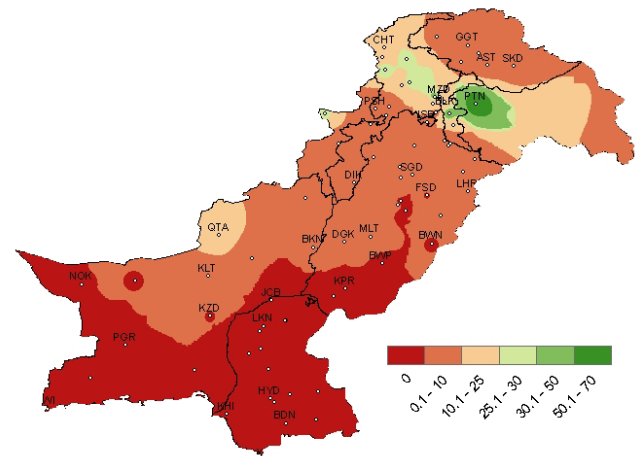 CHT
GGT
AST SKD
MZD
PTN
PSH
DIK
SGD
FSD
LHR
QTA
BKN
DGK
MLT
BWN
BWP
NOK
KLT
KPR
KZD
JCB
LKN
PGR
HYD
KHI
BDN
0
0.1 - 10
10.1 - 25
25.1 - 30
30.1 - 50
50.1 - 70